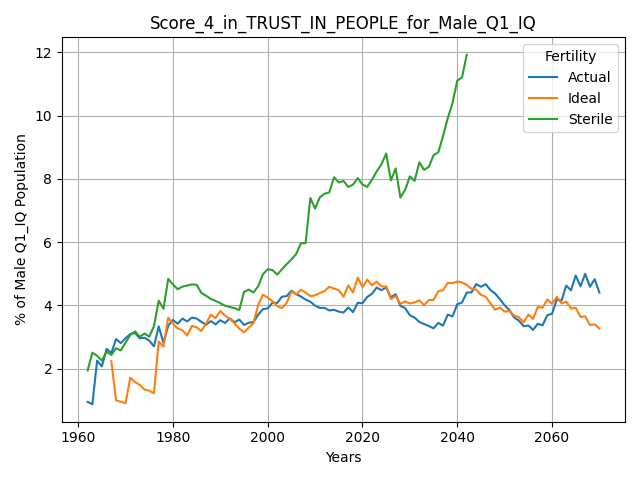 Score_4_in_TRUST_IN_PEOPLE_for_Male_Q1_IQ
Fertility
Actual
Ideal
Sterile
% of Male Q1_IQ Population
12
10
8
6
4
2
1960
1980
2000
2020
2040
2060
Years